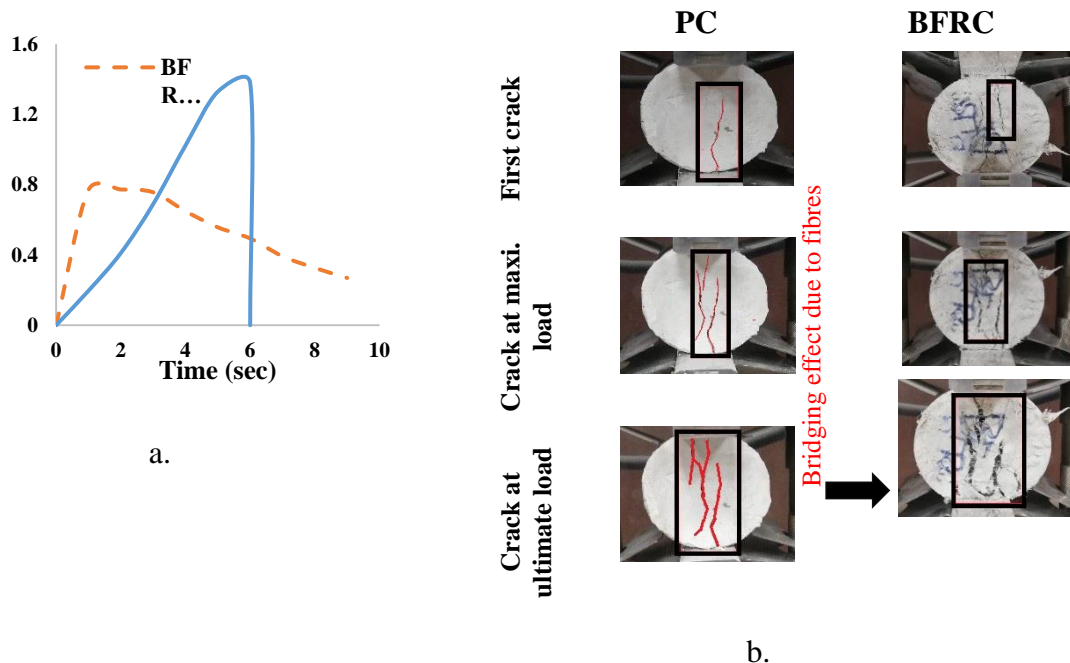 1.6
1.2
0.8
0.4
0
BF
R…
0
2
4
6
8
10
Time (sec)
a.
PC
BFRC
First crack
Crack at maxi.
load
Crack at
ultimate load
Bridging effect due to fibres
b.